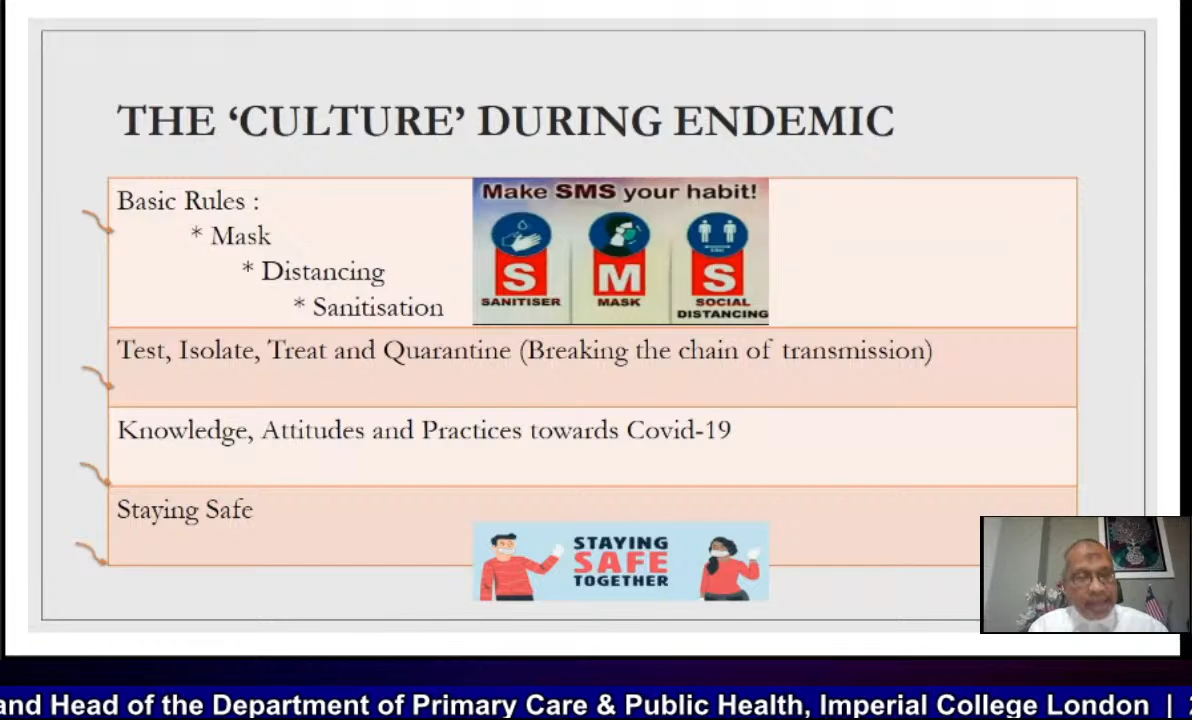 THE ‘CULTURE’ DURING ENDEMIC
Basic Rules :
* Mask
* Distancing
* Sanitisation
Make SMS your habit!
S M S
SANITISER MASK SOCIAL
DISTANCING
Test, Isolate, Treat and Quarantine (Breaking the chain of transmission)
Knowledge, Attitudes and Practices towards Covid-19
Staying Safe
STAYING
SAFE
TOGETHER
and Head of the Department of Primary Care & Public Health, Imperial College London |